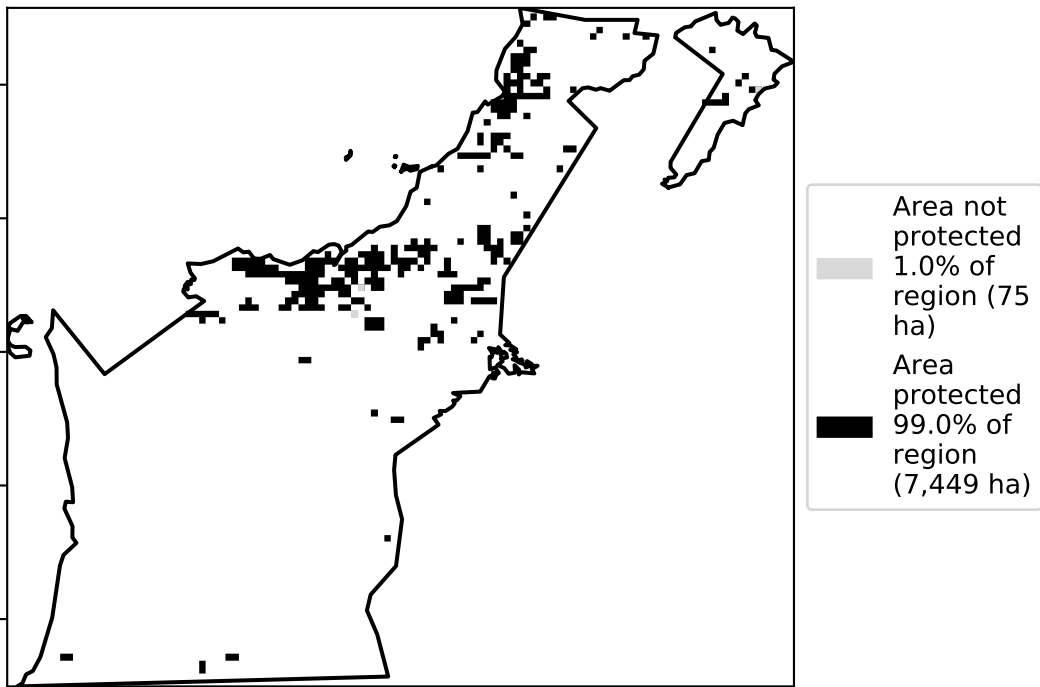 Area not
protected
1.0% of
region (75
ha)
Area
protected
99.0% of
region
(7,449 ha)